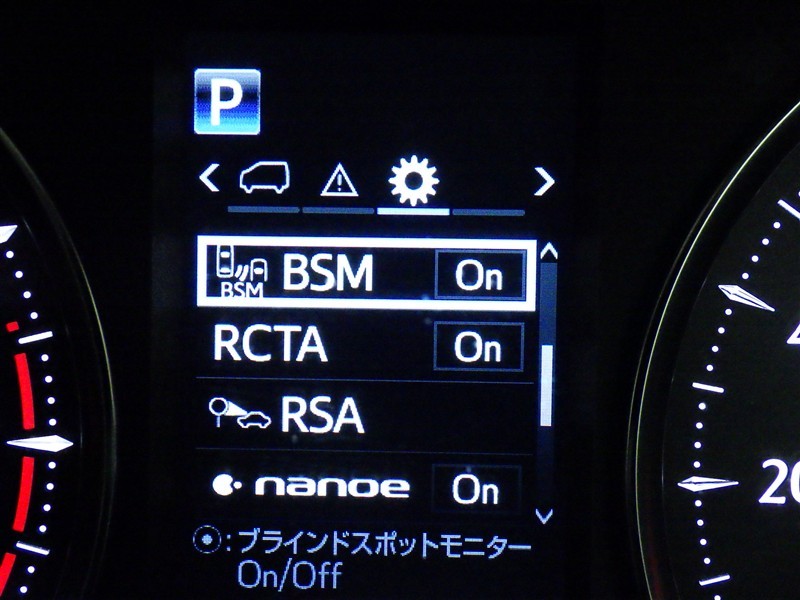 P
BSM BSM On
RCTA On
RSA
nanoe On
: ブラインドスポットモニター
On/Off
20